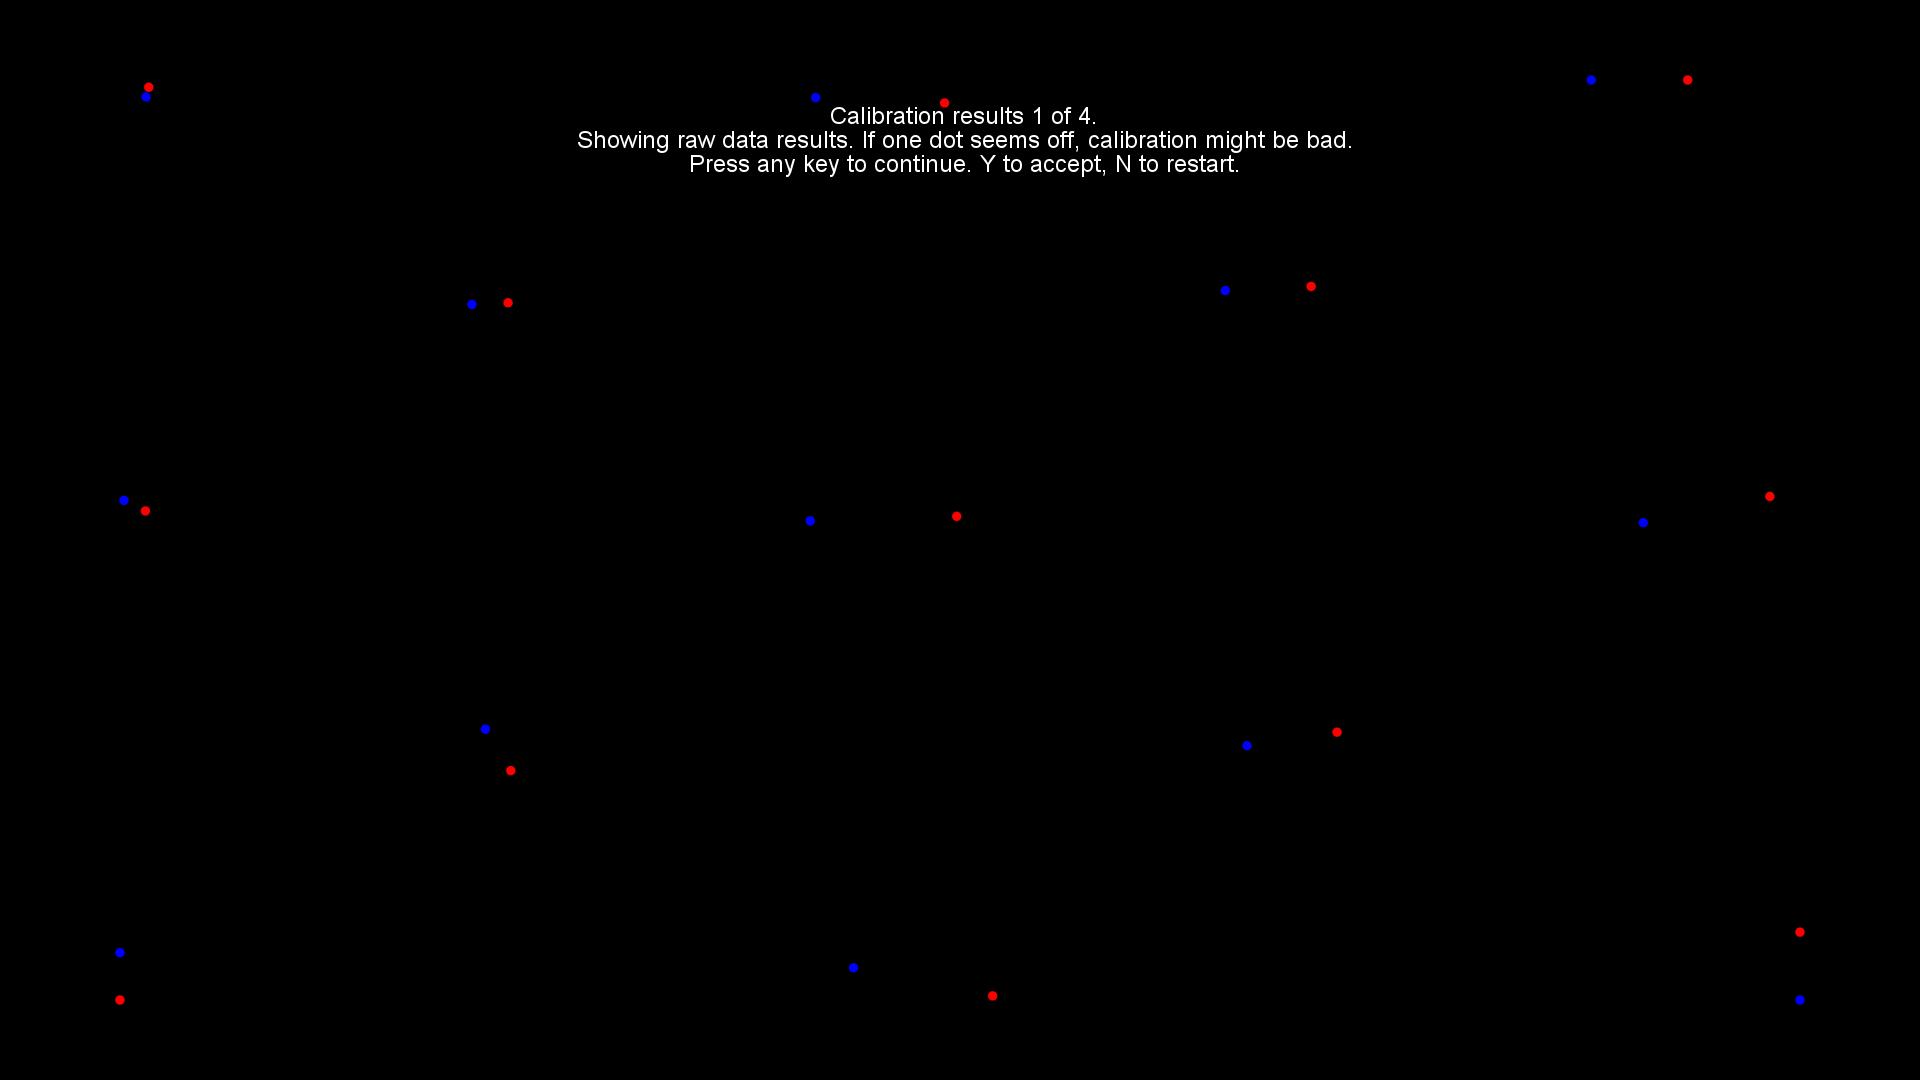 Calibration results 1 of 4.
Showing raw data results. If one dot seems off, calibration might be bad.
Press any key to continue. Y to accept, N to restart.